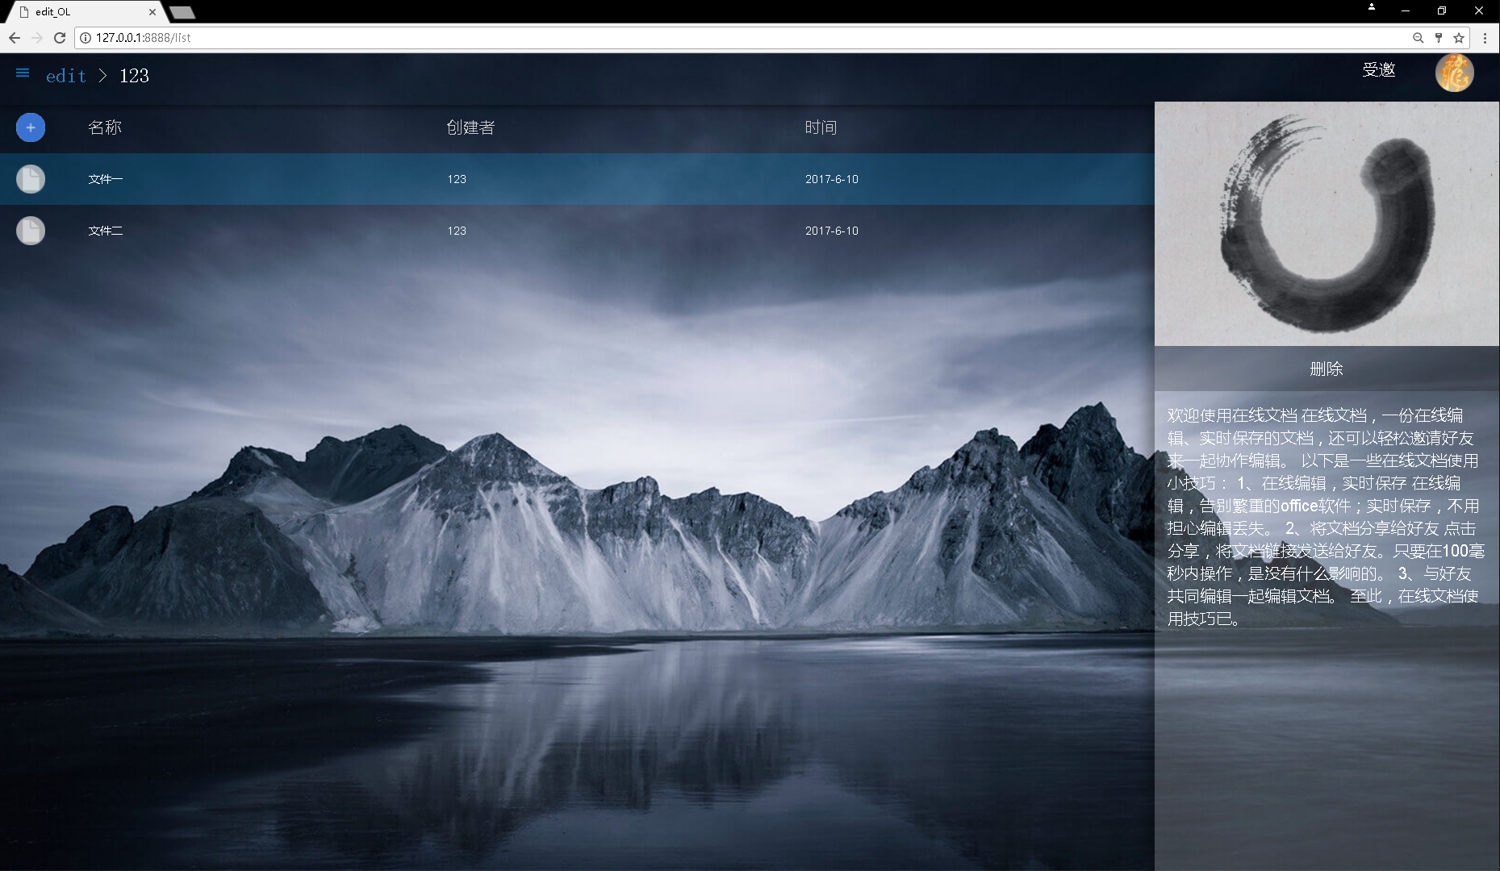 edit_OL
127.0.0.1:8888/list
edit > 123
受邀
名称 创建者 时间
文件一 123 2017-6-10
文件二 123 2017-6-10
删除
欢迎使用在线文档 在线文档，一份在线编
辑、实时保存的文档，还可以轻松邀请好友
来一起协作编辑。 以下是一些在线文档使用
小技巧： 1、在线编辑，实时保存 在线编
辑，告别繁重的office软件；实时保存，不用
担心编辑丢失。 2、将文档分享给好友 点击
分享，将文档链接发送给好友。只要在100毫
秒内操作，是没有什么影响的。 3、与好友
共同编辑一起编辑文档。 至此，在线文档使
用技巧已。